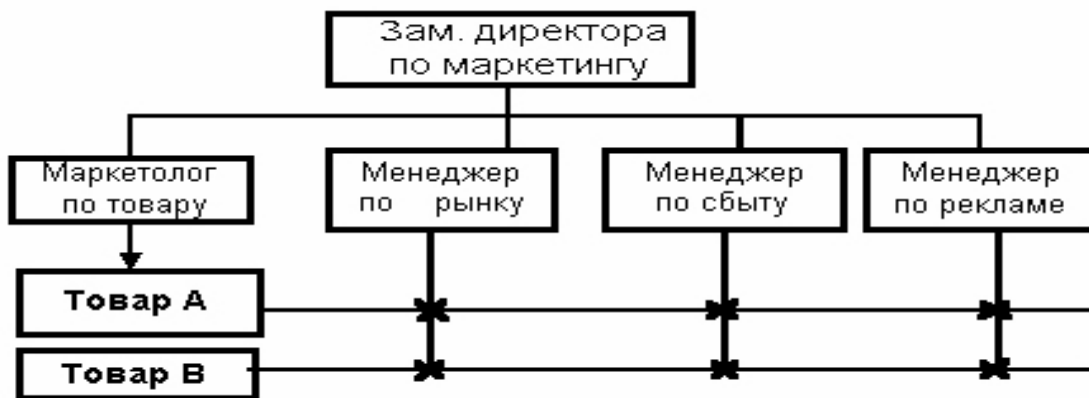 Зам. директора
по маркетингу
Маркетолог
по товару
Менеджер
по рынку
Менеджер
по сбыту
Менеджер
по рекламе
Товар А
Товар В